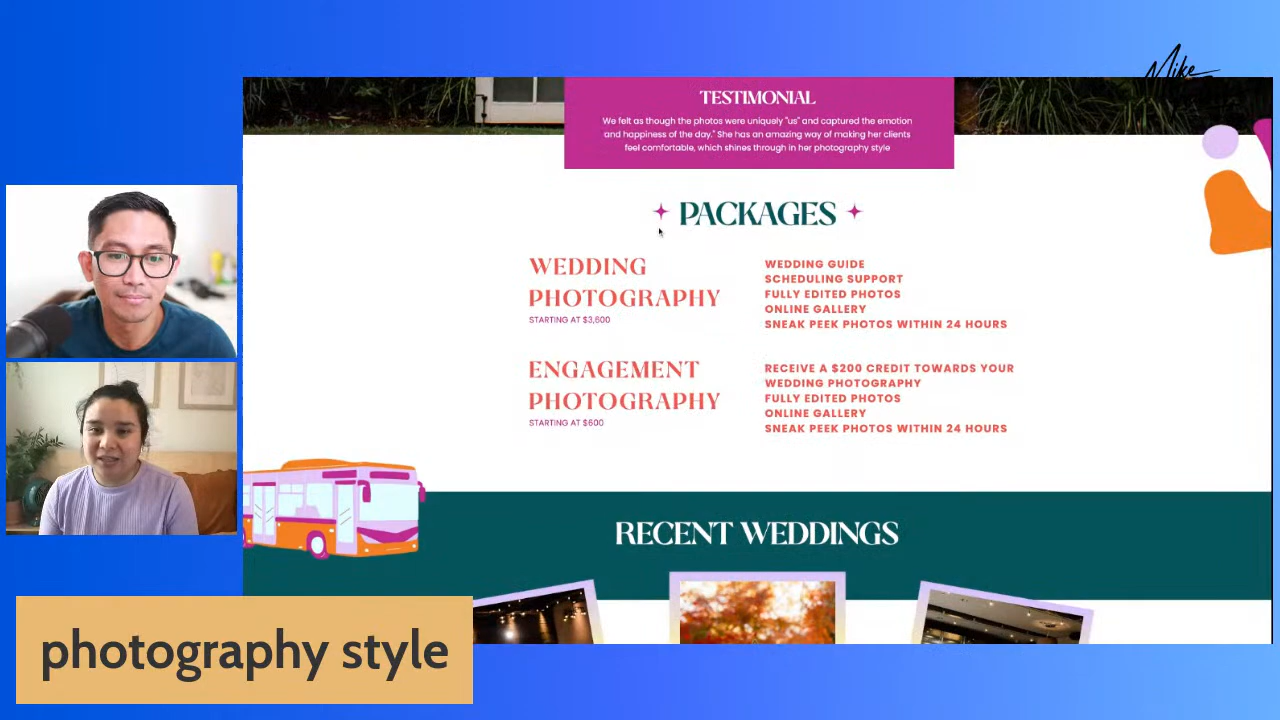 Mike
TESTIMONIAL
We felt as though the photos were uniquely "us" and captured the emotion
and happiness of the day." She has an amazing way of making her clients
feel comfortable, which shines through in her photography style
PACKAGES
WEDDING
PHOTOGRAPHY
STARTING AT $3,600
WEDDING GUIDE
SCHEDULING SUPPORT
FULLY EDITED PHOTOS
ONLINE GALLERY
SNEAK PEEK PHOTOS WITHIN 24 HOURS
ENGAGEMENT
PHOTOGRAPHY
STARTING AT $600
RECEIVE A $200 CREDIT TOWARDS YOUR
WEDDING PHOTOGRAPHY
FULLY EDITED PHOTOS
ONLINE GALLERY
SNEAK PEEK PHOTOS WITHIN 24 HOURS
RECENT WEDDINGS
photography style